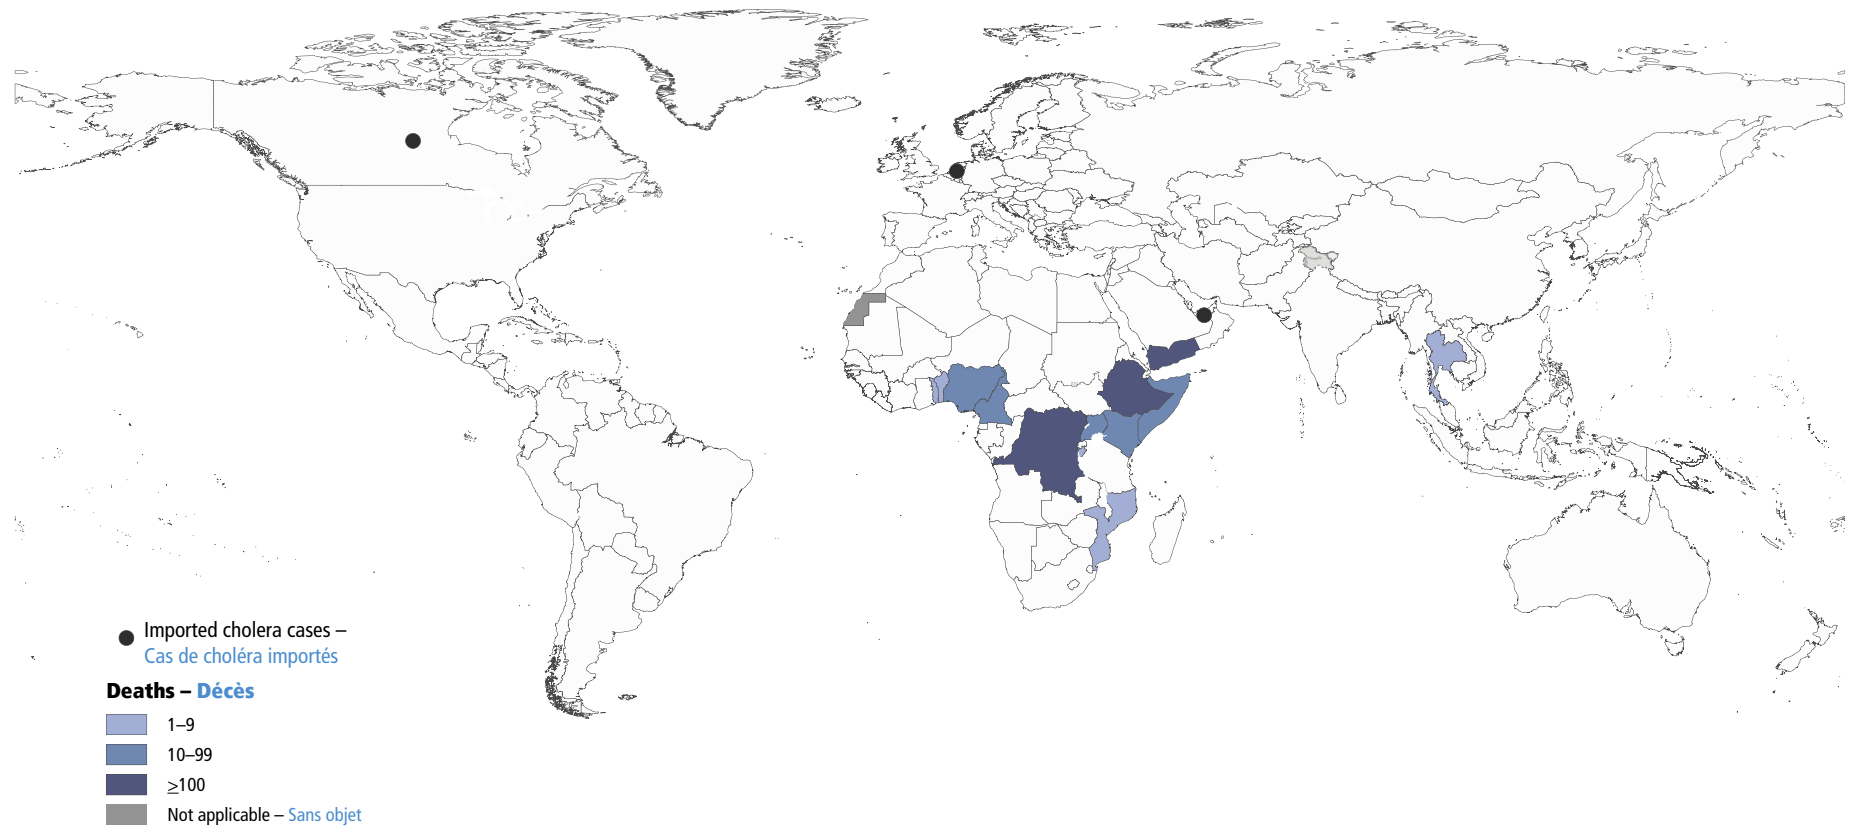 Imported cholera cases –
Cas de choléra importés
Deaths – Décès
1–9
10–99
≥100
Not applicable – Sans objet